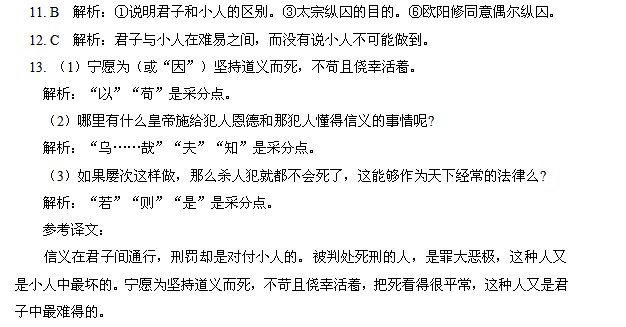 11. B 解析：①说明君子和小人的区别。③太宗纵囚的目的。⑥欧阳修同意偶尔纵囚。
12. C 解析：君子与小人在难易之间，而没有说小人不可能做到。
13. （1）宁愿为（或“因”）坚持道义而死，不苟且侥幸活着。
解析：“以”“苟”是采分点。
（2）哪里有什么皇帝施给犯人恩德和那犯人懂得信义的事情呢?
解析：“乌……哉”“夫”“知”是采分点。
（3）如果屡次这样做，那么杀人犯就都不会死了，这能够作为天下经常的法律么?
解析：“若”“则”“是”是采分点。
参考译文：
信义在君子间通行，刑罚却是对付小人的。被判处死刑的人，是罪大恶极，这种人又
是小人中最坏的。宁愿为坚持道义而死，不苟且侥幸活着，把死看得很平常，这种人又是君
子中最难得的。